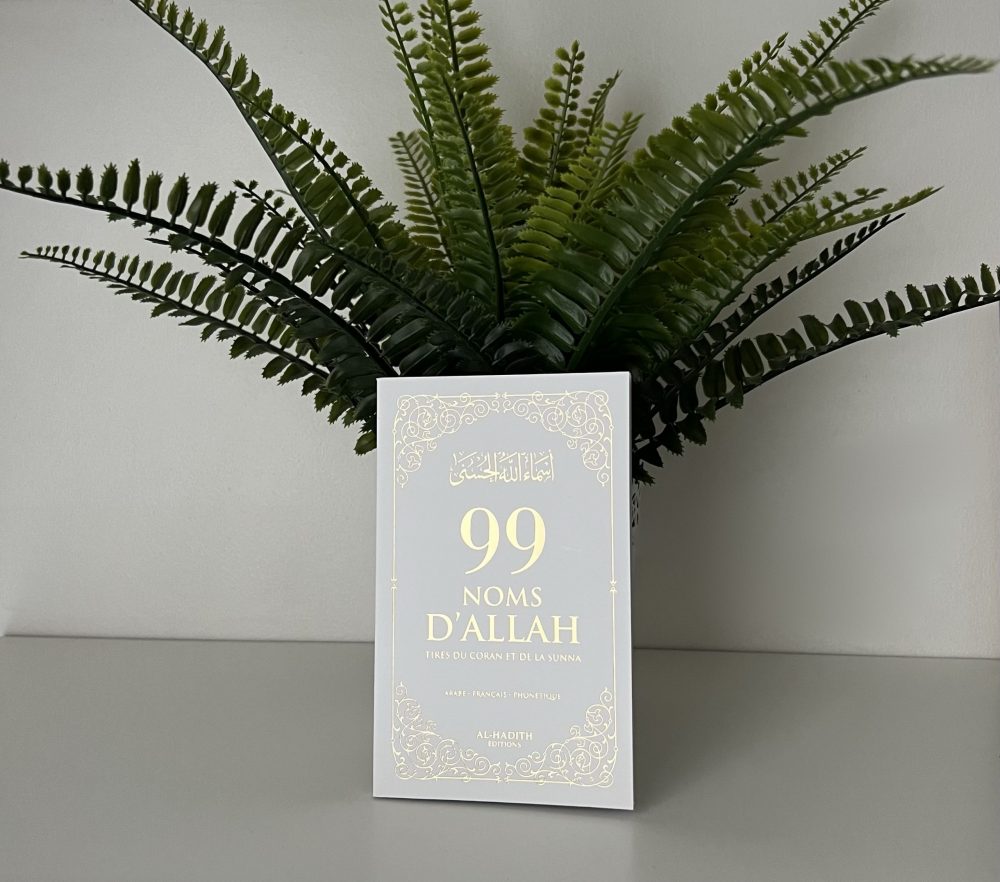 أسماء الله الحسنى
99
NOMS
D'ALLAH
TIRÉS DU CORAN ET DE LA SUNNA
ARABE - FRANÇAIS - PHONÉTIQUE
AL-HADITH
ÉDITIONS